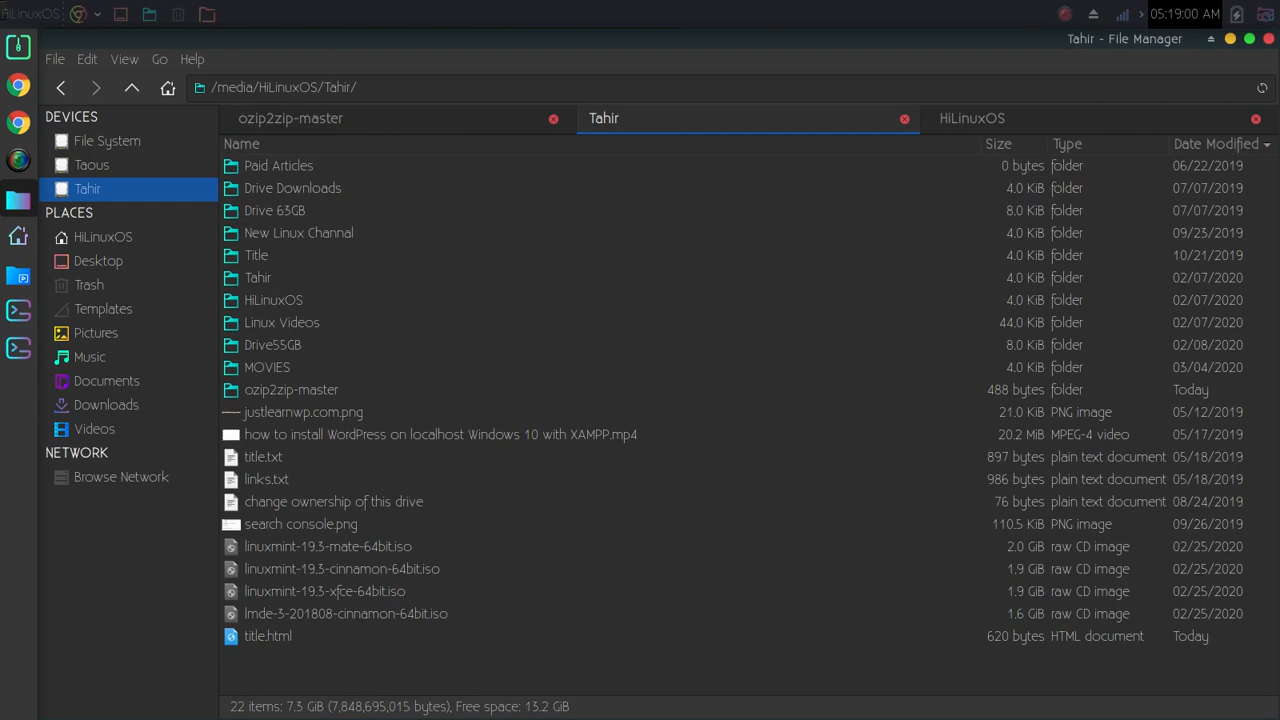 HiLinuxOS 05:19:00 AM
Tahir - File Manager
File Edit View Go Help
/media/HiLinuxOS/Tahir/
DEVICES
File System
Taous
Tahir
PLACES
HiLinuxOS
Desktop
Trash
Templates
Pictures
Music
Documents
Downloads
Videos
NETWORK
Browse Network
ozip2zip-master Tahir HiLinuxOS
Name Size Type Date Modified
Paid Articles 0 bytes folder 06/22/2019
Drive Downloads 4.0 KiB folder 07/07/2019
Drive 63GB 8.0 KiB folder 07/07/2019
New Linux Channel 4.0 KiB folder 09/23/2019
Title 4.0 KiB folder 10/21/2019
Tahir 4.0 KiB folder 02/07/2020
HiLinuxOS 4.0 KiB folder 02/07/2020
Linux Videos 44.0 KiB folder 02/07/2020
Drive55GB 8.0 KiB folder 02/08/2020
MOVIES 4.0 KiB folder 03/04/2020
ozip2zip-master 488 bytes folder Today
justlearnwp.com.png 21.0 KiB PNG image 05/12/2019
how to install WordPress on localhost Windows 10 with XAMPP.mp4 20.2 MiB MPEG-4 video 05/17/2019
title.txt 897 bytes plain text document 05/18/2019
links.txt 986 bytes plain text document 05/18/2019
change ownership of this drive 76 bytes plain text document 08/24/2019
search console.png 110.5 KiB PNG image 09/26/2019
linuxmint-19.3-mate-64bit.iso 2.0 GiB raw CD image 02/25/2020
linuxmint-19.3-cinnamon-64bit.iso 1.9 GiB raw CD image 02/25/2020
linuxmint-19.3-xfce-64bit.iso 1.9 GiB raw CD image 02/25/2020
lmde-3-201808-cinnamon-64bit.iso 1.6 GiB raw CD image 02/25/2020
title.html 620 bytes HTML document Today
22 items: 7.3 GiB (7,848,695,015 bytes), Free space: 13.2 GiB